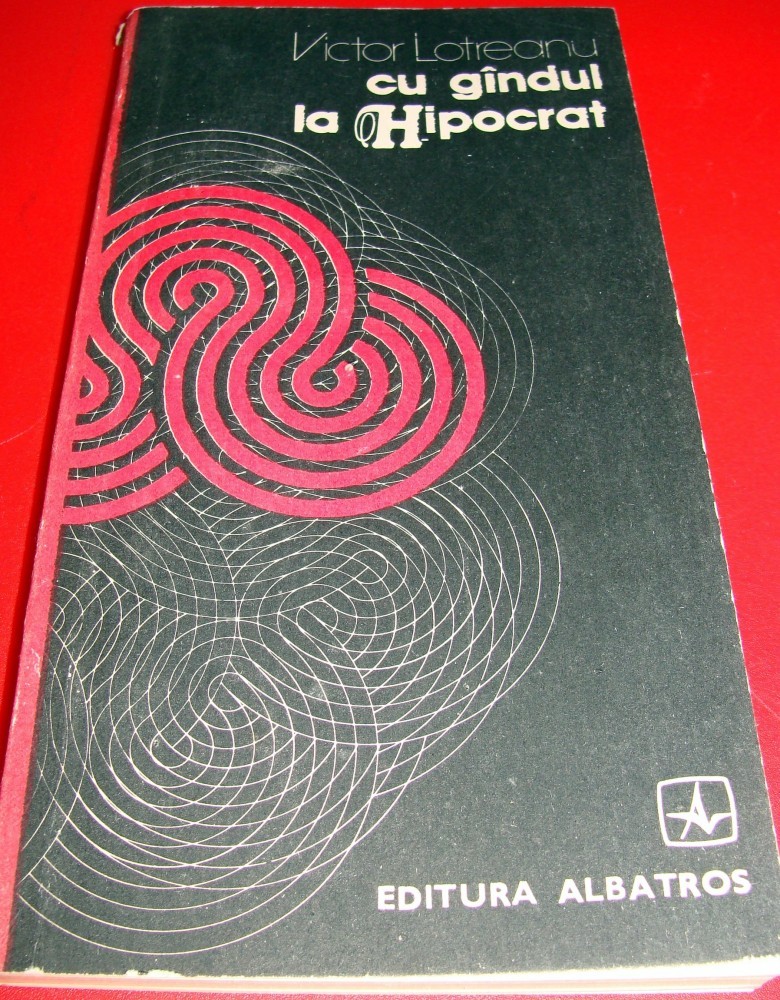 Victor Lotreanu
cu gîndul
la Hipocrat
EDITURA ALBATROS